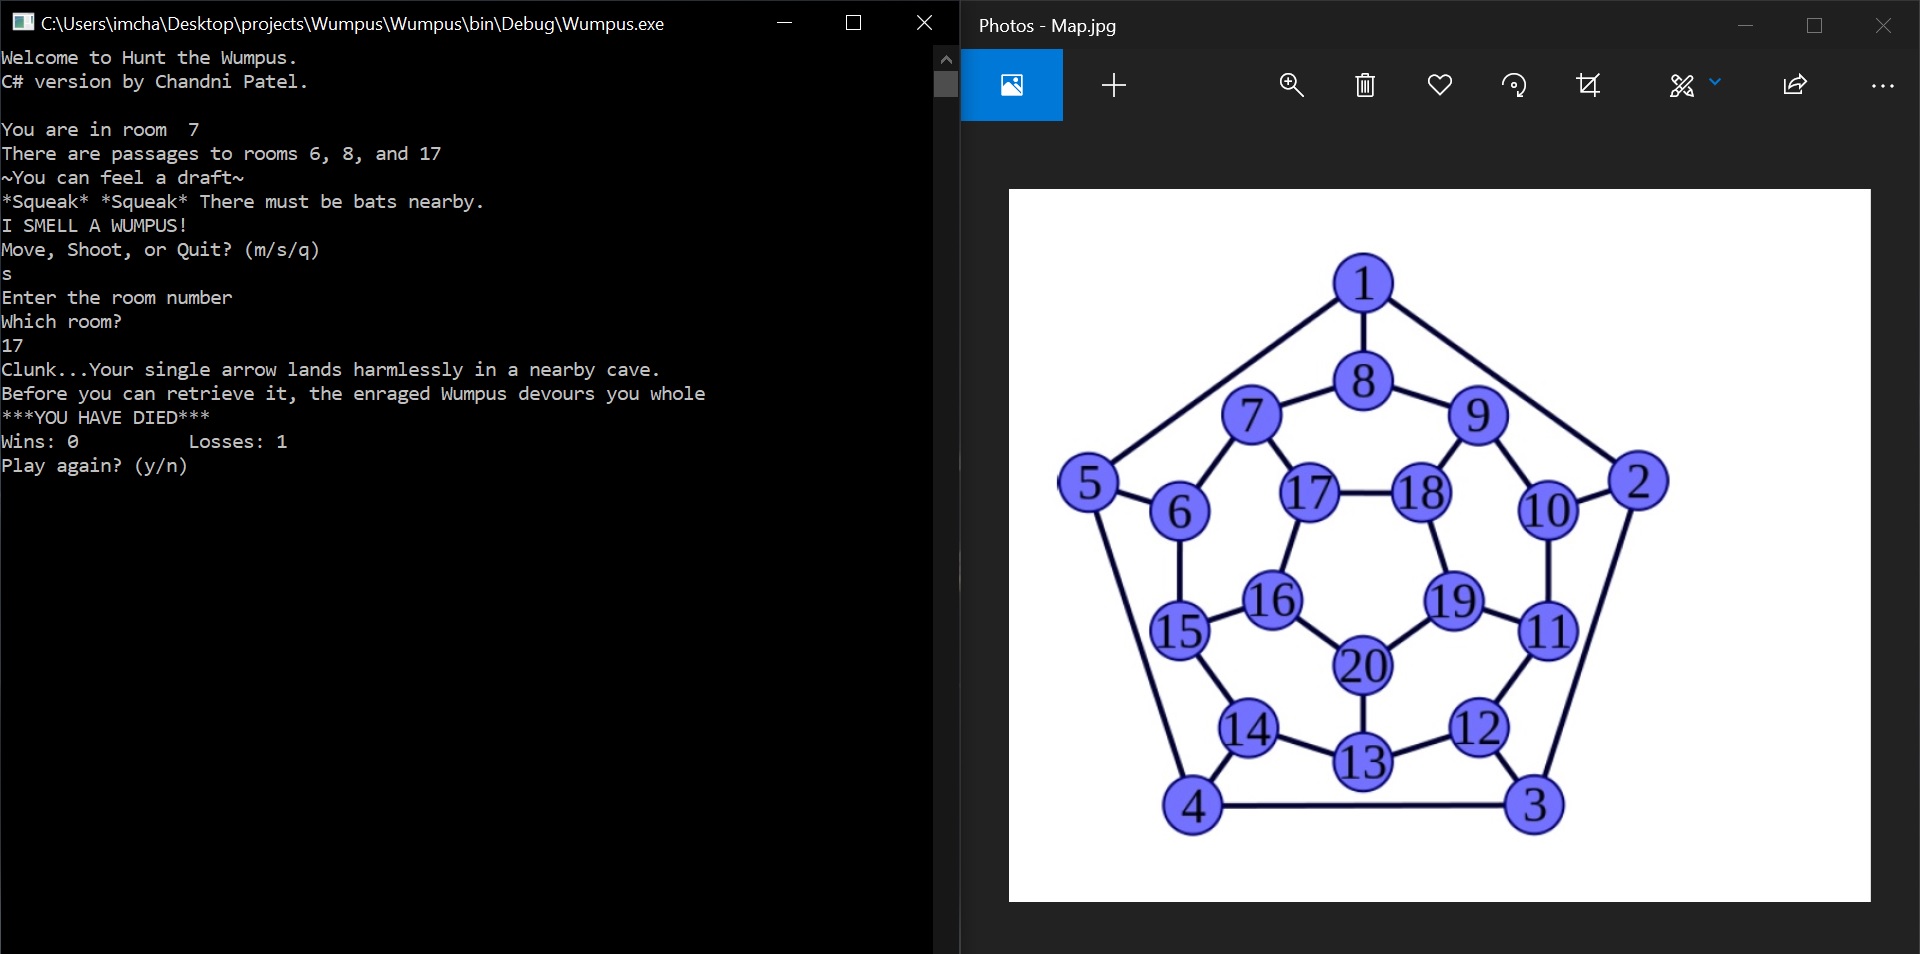 C:\Users\imcha\Desktop\projects\Wumpus\Wumpus\bin\Debug\Wumpus.exe
Welcome to Hunt the Wumpus.
C# version by Chandni Patel.
You are in room  7
There are passages to rooms 6, 8, and 17
~You can feel a draft~
*Squeak* *Squeak* There must be bats nearby.
I SMELL A WUMPUS!
Move, Shoot, or Quit? (m/s/q)
s
Enter the room number
Which room?
17
Clunk...Your single arrow lands harmlessly in a nearby cave.
Before you can retrieve it, the enraged Wumpus devours you whole
***YOU HAVE DIED***
Wins: 0          Losses: 1
Play again? (y/n)
Photos - Map.jpg
1
8
7
9
5
2
17
18
6
10
16
19
15
11
20
14
12
13
4
3